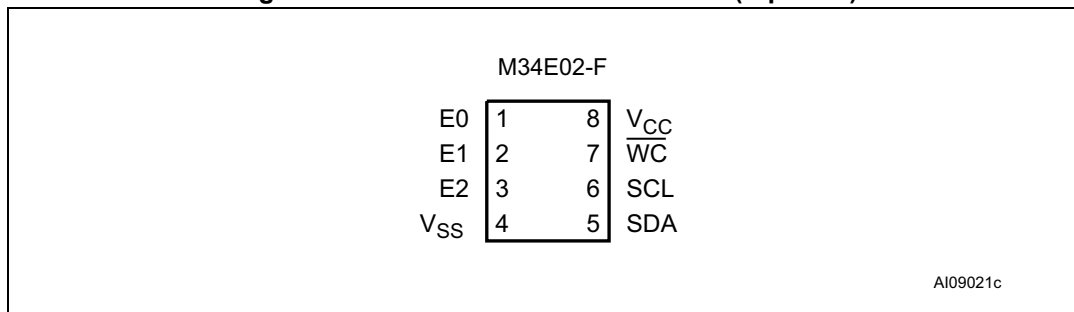 M34E02-F
E0 1 8 VCC
E1 2 7 WC
E2 3 6 SCL
VSS 4 5 SDA
AI09021c